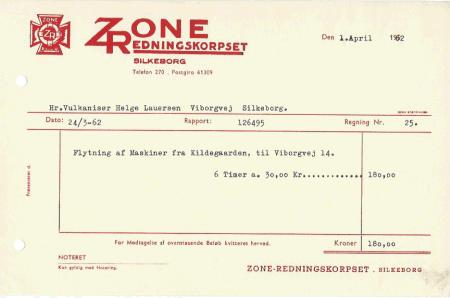 ZONE
ZR
ZONE
REDNINGSKORPSET
SILKEBORG
Telefon 270 . Postgiro 61309
Den 1.April 1962
Hr.Vulkanisør Helge Lauersen Viborgvej Silkeborg.
Dato: 24/3-62 Rapport: 126495 Regning Nr. 25.
Flytning af Maskiner fra Kildegaarden, til Viborgvej 14.
6 Timer a. 30,00 Kr............ 180,00
For Modtagelse af ovenstaaende Beløb kvitteres herved. Kroner 180,00
NOTERET
Kun gyldig med Notering.
ZONE-REDNINGSKORPSET . SILKEBORG